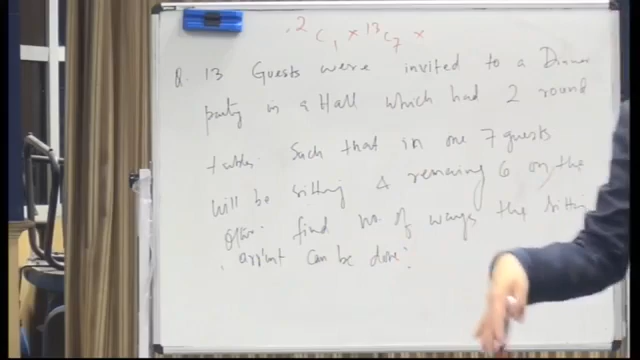 ²C₁ × ¹³C₇ ×
Q. 13 Guests were invited to a Dinner
party in a Hall which had 2 round
tables. Such that in one 7 guests
will be sitting & remaining 6 on the
other. find no. of ways the sitting
arr'mt can be done.